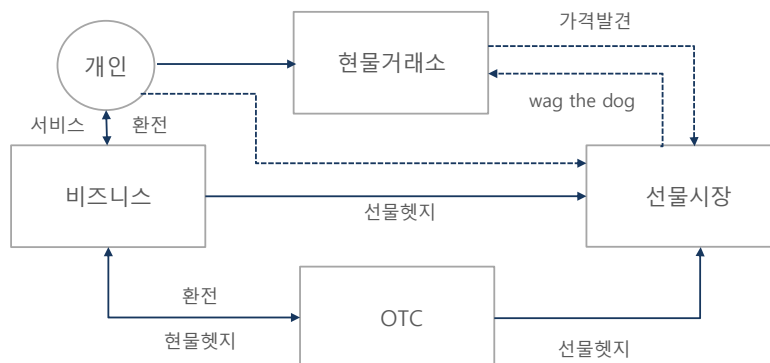 가격발견
개인
현물거래소
wag the dog
서비스
환전
비즈니스
선물시장
선물헷지
환전
OTC
현물헷지
선물헷지